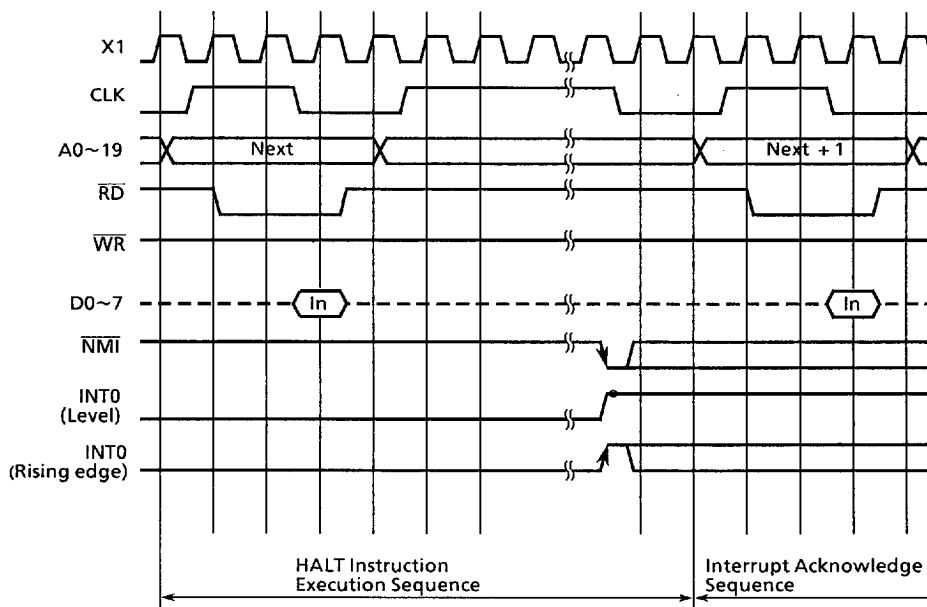 X1
CLK
A0~19
Next
Next + 1
RD
WR
D0~7
In
In
NMI
INT0
(Level)
INT0
(Rising edge)
HALT Instruction
Execution Sequence
Interrupt Acknowledge
Sequence